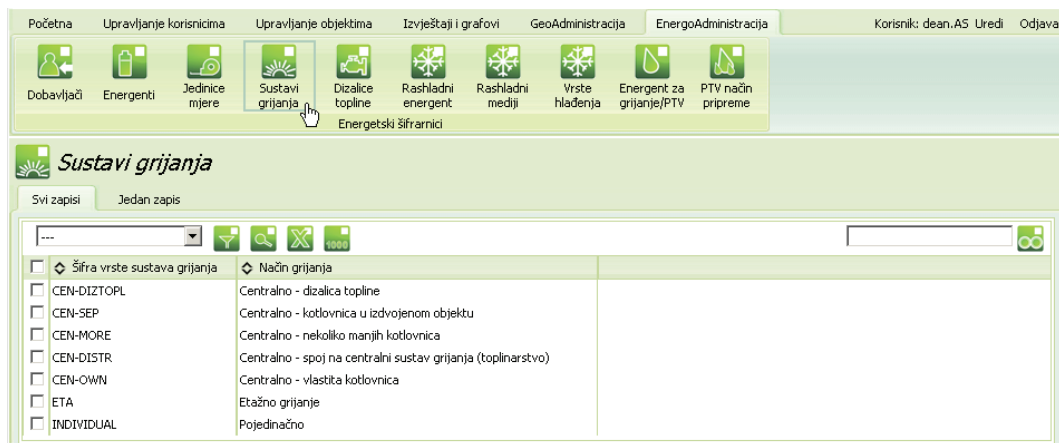 Početna Upravljanje korisnicima Upravljanje objektima Izvještaji i grafovi GeoAdministracija EnergoAdministracija Korisnik: dean.AS Uredi Odjava
Dobavljači Energenti Jedinice mjere Sustavi grijanja Dizalice topline Rashladni energent Rashladni mediji Vrste hlađenja Energent za grijanje/PTV PTV način pripreme
Energetski šifrarnici
Sustavi grijanja
Svi zapisi Jedan zapis
--- 1000
Šifra vrste sustava grijanja Način grijanja
CEN-DIZTOPL Centralno - dizalica topline
CEN-SEP Centralno - kotlovnica u izdvojenom objektu
CEN-MORE Centralno - nekoliko manjih kotlovnica
CEN-DISTR Centralno - spoj na centralni sustav grijanja (toplinarstvo)
CEN-OWN Centralno - vlastita kotlovnica
ETA Etažno grijanje
INDIVIDUAL Pojedinačno